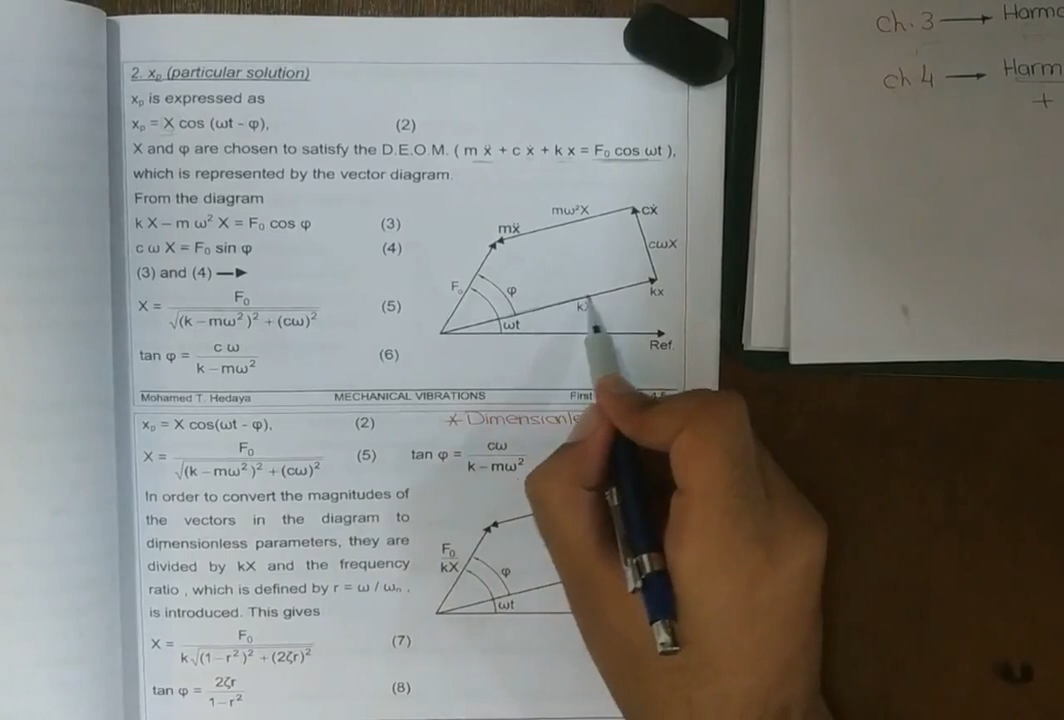 2. xₚ (particular solution)
xₚ is expressed as
xₚ = X cos (ωt - φ), (2)
X and φ are chosen to satisfy the D.E.O.M. ( m ẍ + c ẋ + k x = F₀ cos ωt ),
which is represented by the vector diagram.
From the diagram
k X – m ω² X = F₀ cos φ (3)
c ω X = F₀ sin φ (4)
(3) and (4)
X = F₀ / √(k – mω²)² + (cω)² (5)
tan φ = c ω / k – mω² (6)
mω²X
cẋ
mẍ
cωX
F₀
φ
kx
ωt
Ref.
Mohamed T. Hedaya MECHANICAL VIBRATIONS First
xₚ = X cos(ωt - φ), (2)
X = F₀ / √(k – mω²)² + (cω)² (5) tan φ = cω / k – mω²
In order to convert the magnitudes of
the vectors in the diagram to
dimensionless parameters, they are
divided by kX and the frequency
ratio , which is defined by r = ω / ωₙ ,
is introduced. This gives
X = F₀ / k√(1–r²)² + (2ζr)² (7)
tan φ = 2ζr / 1–r² (8)
F₀ / kX
φ
ωt
Ch. 3 → Harmo
ch 4 → Harm
+